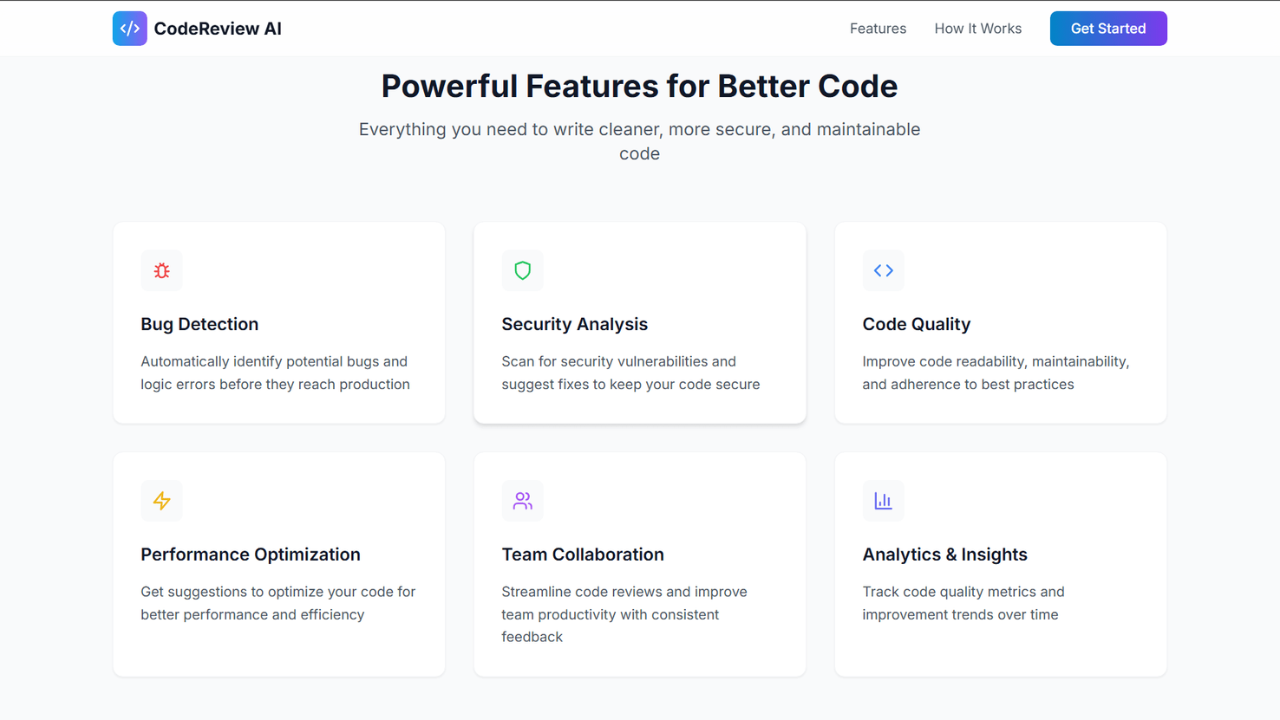 CodeReview AI
Features
How It Works
Get Started
Powerful Features for Better Code
Everything you need to write cleaner, more secure, and maintainable
code
Bug Detection
Automatically identify potential bugs and
logic errors before they reach production
Security Analysis
Scan for security vulnerabilities and
suggest fixes to keep your code secure
Code Quality
Improve code readability, maintainability,
and adherence to best practices
Performance Optimization
Get suggestions to optimize your code for
better performance and efficiency
Team Collaboration
Streamline code reviews and improve
team productivity with consistent
feedback
Analytics & Insights
Track code quality metrics and
improvement trends over time